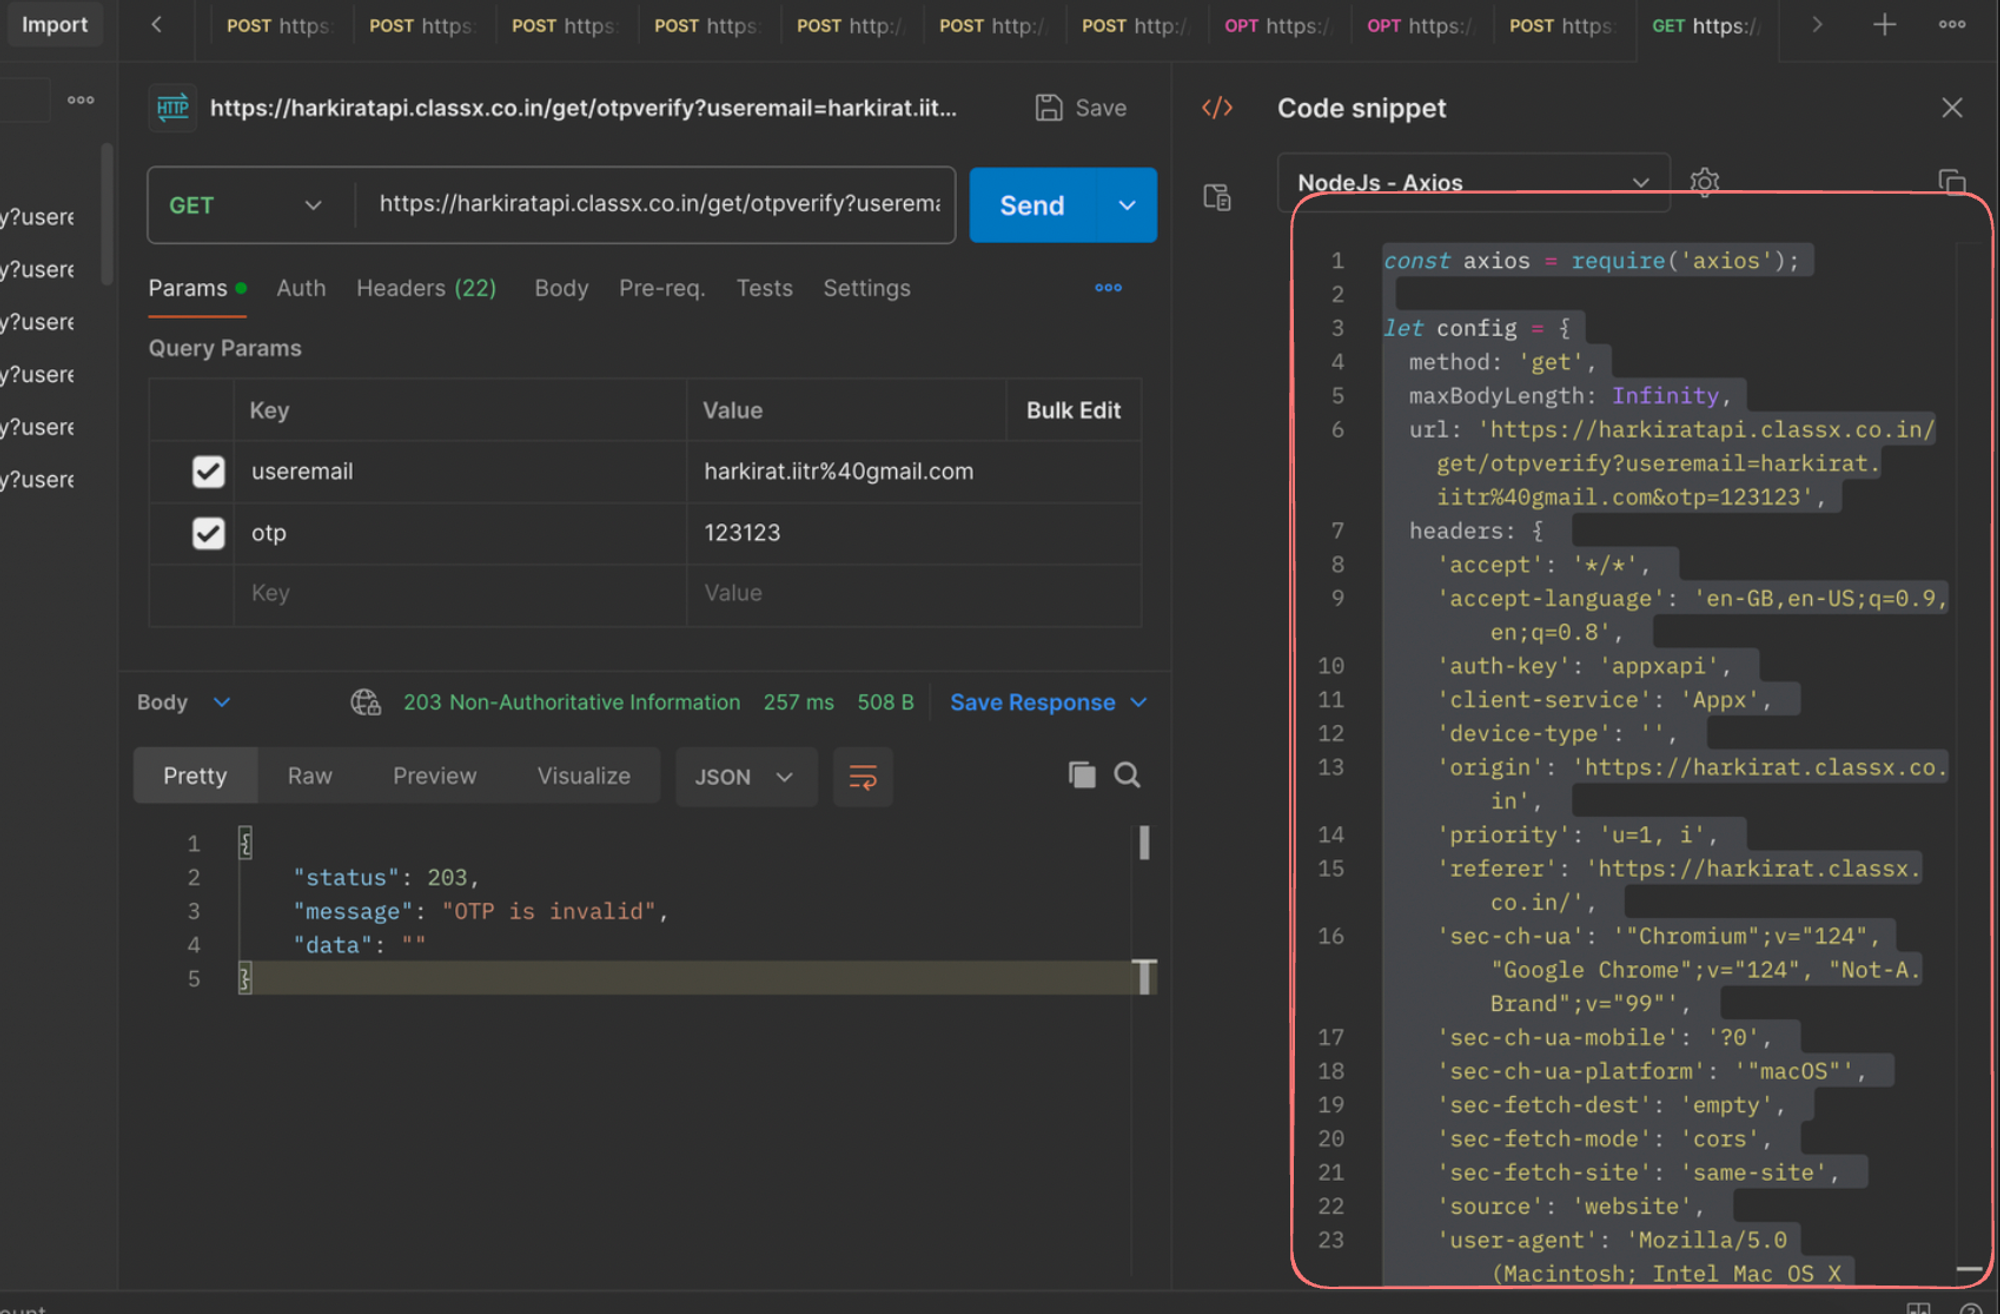 Import
POST https:
POST https:
POST https:
POST https:
POST http:/
POST http:/
POST http:/
OPT https:/
OPT https:/
POST https:
GET https:/
y?usere
y?usere
y?usere
y?usere
y?usere
y?usere
HTTP
https://harkiratapi.classx.co.in/get/otpverify?useremail=harkirat.iit...
Save
GET
https://harkiratapi.classx.co.in/get/otpverify?userema
Send
Params
Auth
Headers (22)
Body
Pre-req.
Tests
Settings
Query Params
Key
Value
Bulk Edit
useremail
harkirat.iitr%40gmail.com
otp
123123
Key
Value
Body
203 Non-Authoritative Information
257 ms
508 B
Save Response
Pretty
Raw
Preview
Visualize
JSON
1 {
2 "status": 203,
3 "message": "OTP is invalid",
4 "data": ""
5 }
</> Code snippet
NodeJs - Axios
1 const axios = require('axios');
2
3 let config = {
4 method: 'get',
5 maxBodyLength: Infinity,
6 url: 'https://harkiratapi.classx.co.in/
get/otpverify?useremail=harkirat.
iitr%40gmail.com&otp=123123',
7 headers: {
8 'accept': '*/*',
9 'accept-language': 'en-GB,en-US;q=0.9,
en;q=0.8',
10 'auth-key': 'appxapi',
11 'client-service': 'Appx',
12 'device-type': '',
13 'origin': 'https://harkirat.classx.co.
in',
14 'priority': 'u=1, i',
15 'referer': 'https://harkirat.classx.
co.in/',
16 'sec-ch-ua': '"Chromium";v="124",
"Google Chrome";v="124", "Not-A.
Brand";v="99"',
17 'sec-ch-ua-mobile': '?0',
18 'sec-ch-ua-platform': '"macOS"',
19 'sec-fetch-dest': 'empty',
20 'sec-fetch-mode': 'cors',
21 'sec-fetch-site': 'same-site',
22 'source': 'website',
23 'user-agent': 'Mozilla/5.0
(Macintosh; Intel Mac OS X